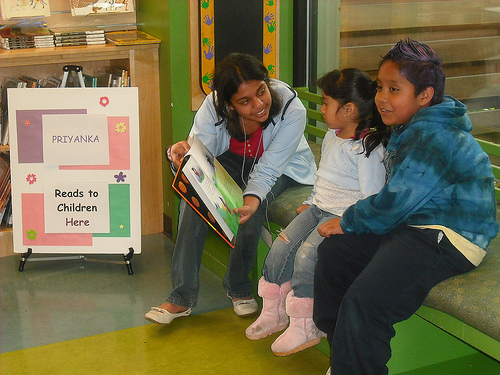 PRIYANKA
Reads to
Children
Here